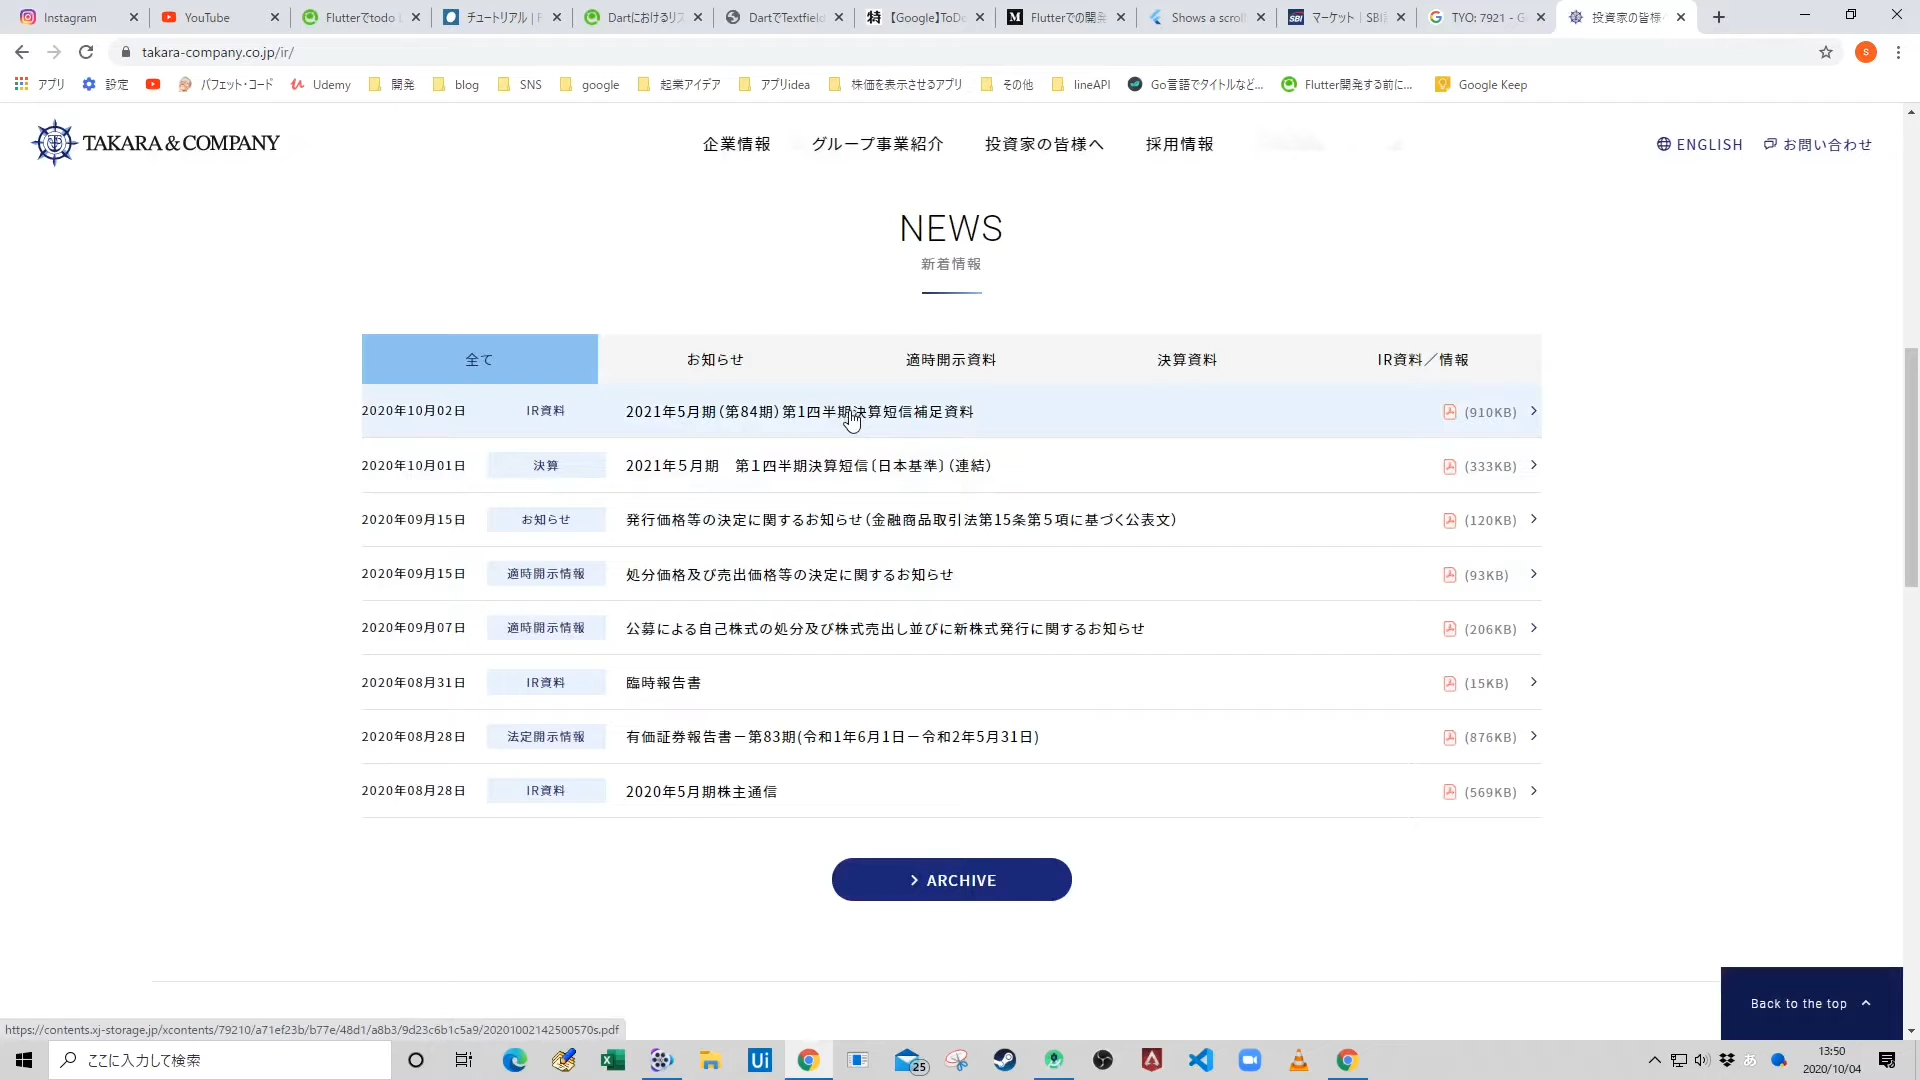 Instagram
YouTube
Flutterでtodo
チュートリアル | F
Dartにおけるリス
DartでTextfield
【Google】ToDo
Flutterでの開発
Shows a scroll
マーケット | SBI
TYO: 7921 - G
投資家の皆様へ
takara-company.co.jp/ir/
アプリ
設定
バフェット・コード
Udemy
開発
blog
SNS
google
起業アイデア
アプリidea
株価を表示させるアプリ
その他
lineAPI
Go言語でタイトルなど...
Flutter開発する前に...
Google Keep
TAKARA & COMPANY
企業情報
グループ事業紹介
投資家の皆様へ
採用情報
ENGLISH
お問い合わせ
NEWS
新着情報
全て
お知らせ
適時開示資料
決算資料
IR資料／情報
2020年10月02日 IR資料 2021年5月期（第84期）第1四半期決算短信補足資料 (910KB)
2020年10月01日 決算 2021年５月期　第１四半期決算短信〔日本基準〕（連結） (333KB)
2020年09月15日 お知らせ 発行価格等の決定に関するお知らせ（金融商品取引法第15条第５項に基づく公表文） (120KB)
2020年09月15日 適時開示情報 処分価格及び売出価格等の決定に関するお知らせ (93KB)
2020年09月07日 適時開示情報 公募による自己株式の処分及び株式売出し並びに新株式発行に関するお知らせ (206KB)
2020年08月31日 IR資料 臨時報告書 (15KB)
2020年08月28日 法定開示情報 有価証券報告書－第83期(令和1年6月1日－令和2年5月31日) (876KB)
2020年08月28日 IR資料 2020年5月期株主通信 (569KB)
ARCHIVE
Back to the top
https://contents.xj-storage.jp/xcontents/79210/a71ef23b/b77e/48d1/a8b3/9d23c6b1c5a9/20201002142500570s.pdf
ここに入力して検索
Ui
25
あ
13:50
2020/10/04